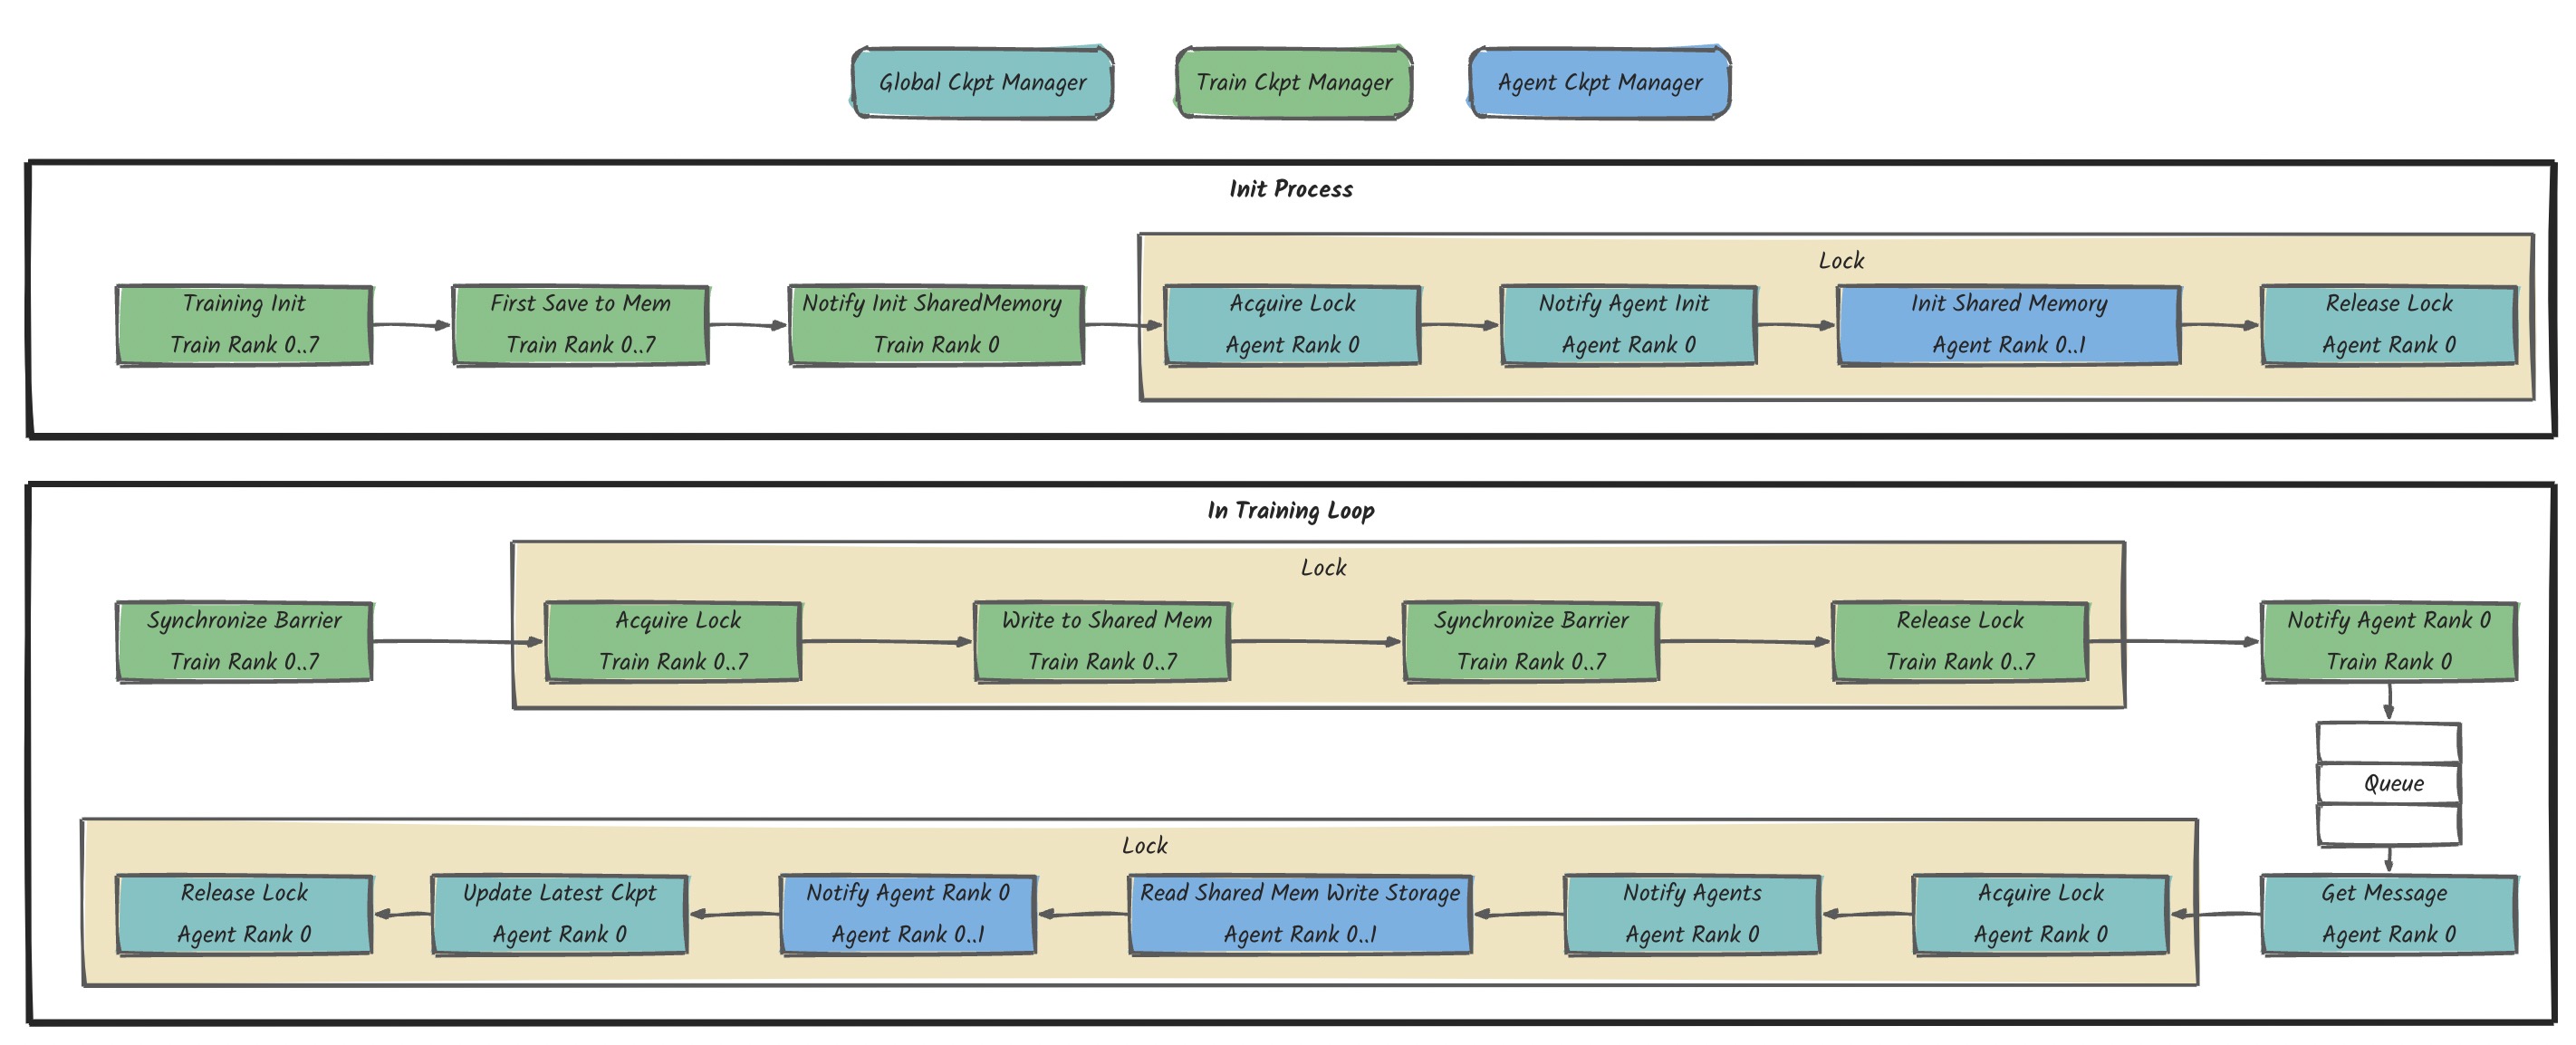 Global Ckpt Manager
Train Ckpt Manager
Agent Ckpt Manager
Init Process
Lock
Training Init
Train Rank 0..7
First Save to Mem
Train Rank 0..7
Notify Init SharedMemory
Train Rank 0
Acquire Lock
Agent Rank 0
Notify Agent Init
Agent Rank 0
Init Shared Memory
Agent Rank 0..1
Release Lock
Agent Rank 0
In Training Loop
Lock
Synchronize Barrier
Train Rank 0..7
Acquire Lock
Train Rank 0..7
Write to Shared Mem
Train Rank 0..7
Synchronize Barrier
Train Rank 0..7
Release Lock
Train Rank 0..7
Notify Agent Rank 0
Train Rank 0
Queue
Lock
Release Lock
Agent Rank 0
Update Latest Ckpt
Agent Rank 0
Notify Agent Rank 0
Agent Rank 0..1
Read Shared Mem Write Storage
Agent Rank 0..1
Notify Agents
Agent Rank 0
Acquire Lock
Agent Rank 0
Get Message
Agent Rank 0